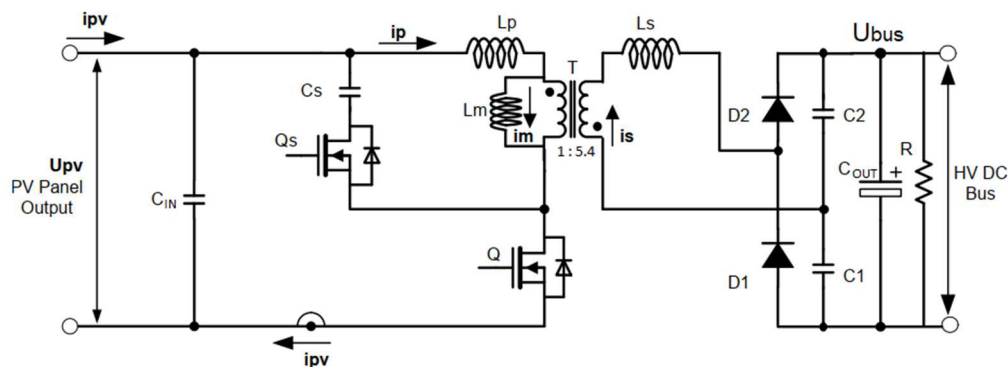 ipv
ip
Lp
Ls
T
Ubus
Cs
Lm
im
is
1 : 5.4
D2
C2
R
Qs
Upv
PV Panel
Output
CIN
COUT
+
HV DC
Bus
Q
D1
C1
ipv